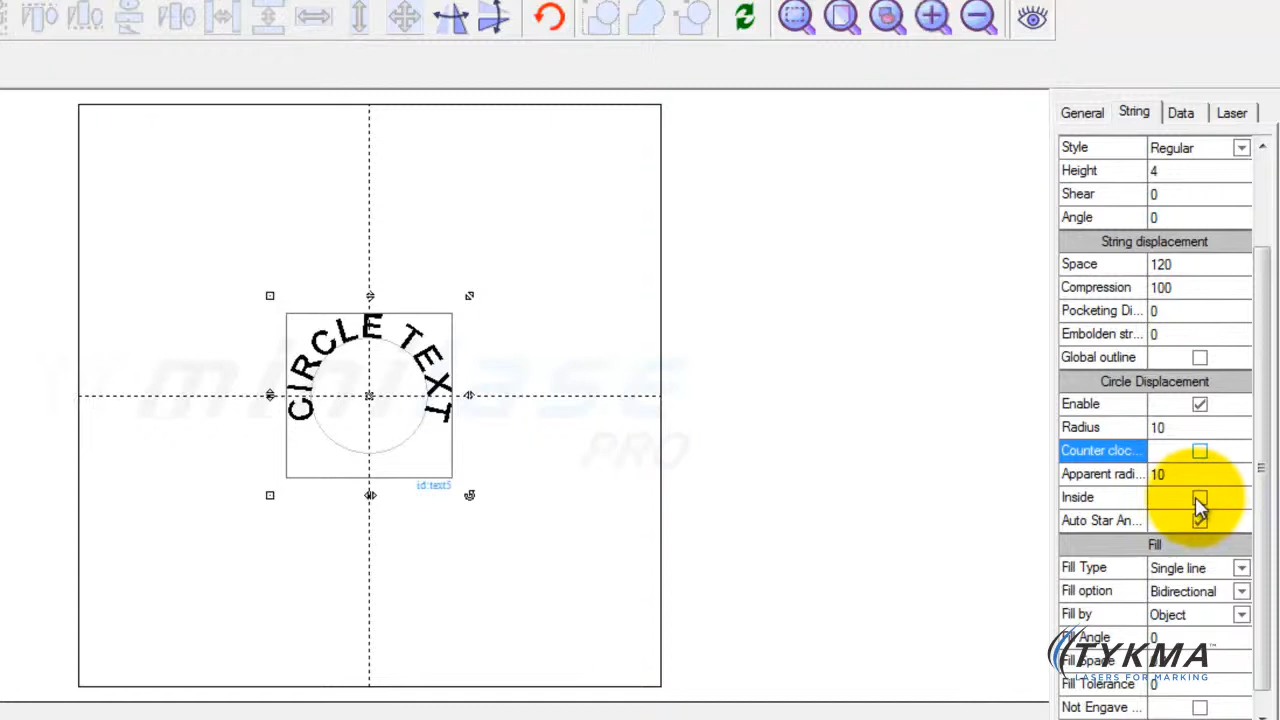 General String Data Laser
Style Regular
Height 4
Shear 0
Angle 0
String displacement
Space 120
Compression 100
Pocketing Di... 0
Embolden str... 0
Global outline
Circle Displacement
Enable
Radius 10
Counter cloc...
Apparent radi... 10
Inside
Auto Star An...
Fill
Fill Type Single line
Fill option Bidirectional
Fill by Object
Fill Angle 0
Fill Space
Fill Tolerance 0
Not Engave ...
CIRCLE TEXT
id:text5
minilase
PRO
TYKMA
LASERS FOR MARKING